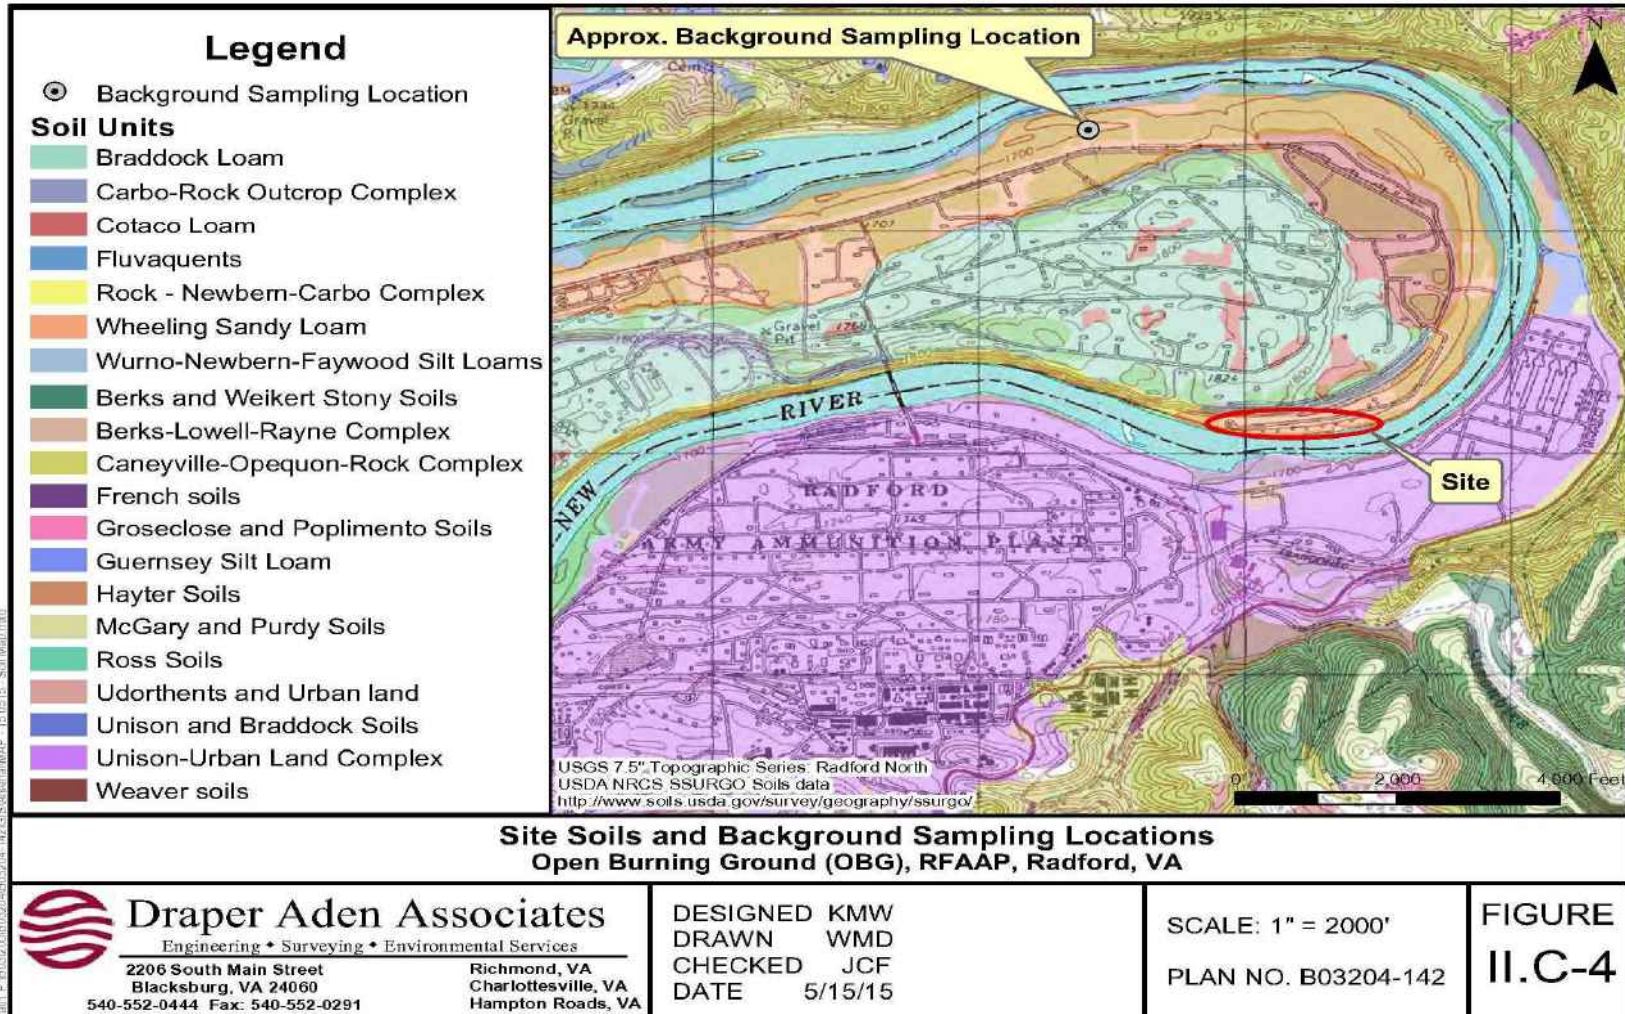 Legend
Background Sampling Location
Soil Units
Braddock Loam
Carbo-Rock Outcrop Complex
Cotaco Loam
Fluvaquents
Rock - Newbern-Carbo Complex
Wheeling Sandy Loam
Wurno-Newbern-Faywood Silt Loams
Berks and Weikert Stony Soils
Berks-Lowell-Rayne Complex
Caneyville-Opequon-Rock Complex
French soils
Groseclose and Poplimento Soils
Guernsey Silt Loam
Hayter Soils
McGary and Purdy Soils
Ross Soils
Udorthents and Urban land
Unison and Braddock Soils
Unison-Urban Land Complex
Weaver soils
Approx. Background Sampling Location
N
Cem
Gravel
1700
1707
Gravel
Pit
1824
NEW
RIVER
1700
Site
RADFORD
ARMY AMMUNITION PLANT
USGS 7.5" Topographic Series: Radford North
USDA NRCS SSURGO Soils data
http://www.soils.usda.gov/survey/geography/ssurgo/
0 2,000 4,000 Feet
Site Soils and Background Sampling Locations
Open Burning Ground (OBG), RFAAP, Radford, VA
Draper Aden Associates
Engineering • Surveying • Environmental Services
2206 South Main Street
Blacksburg, VA 24060
540-552-0444 Fax: 540-552-0291
Richmond, VA
Charlottesville, VA
Hampton Roads, VA
DESIGNED KMW
DRAWN WMD
CHECKED JCF
DATE 5/15/15
SCALE: 1" = 2000'
PLAN NO. B03204-142
FIGURE
II.C-4